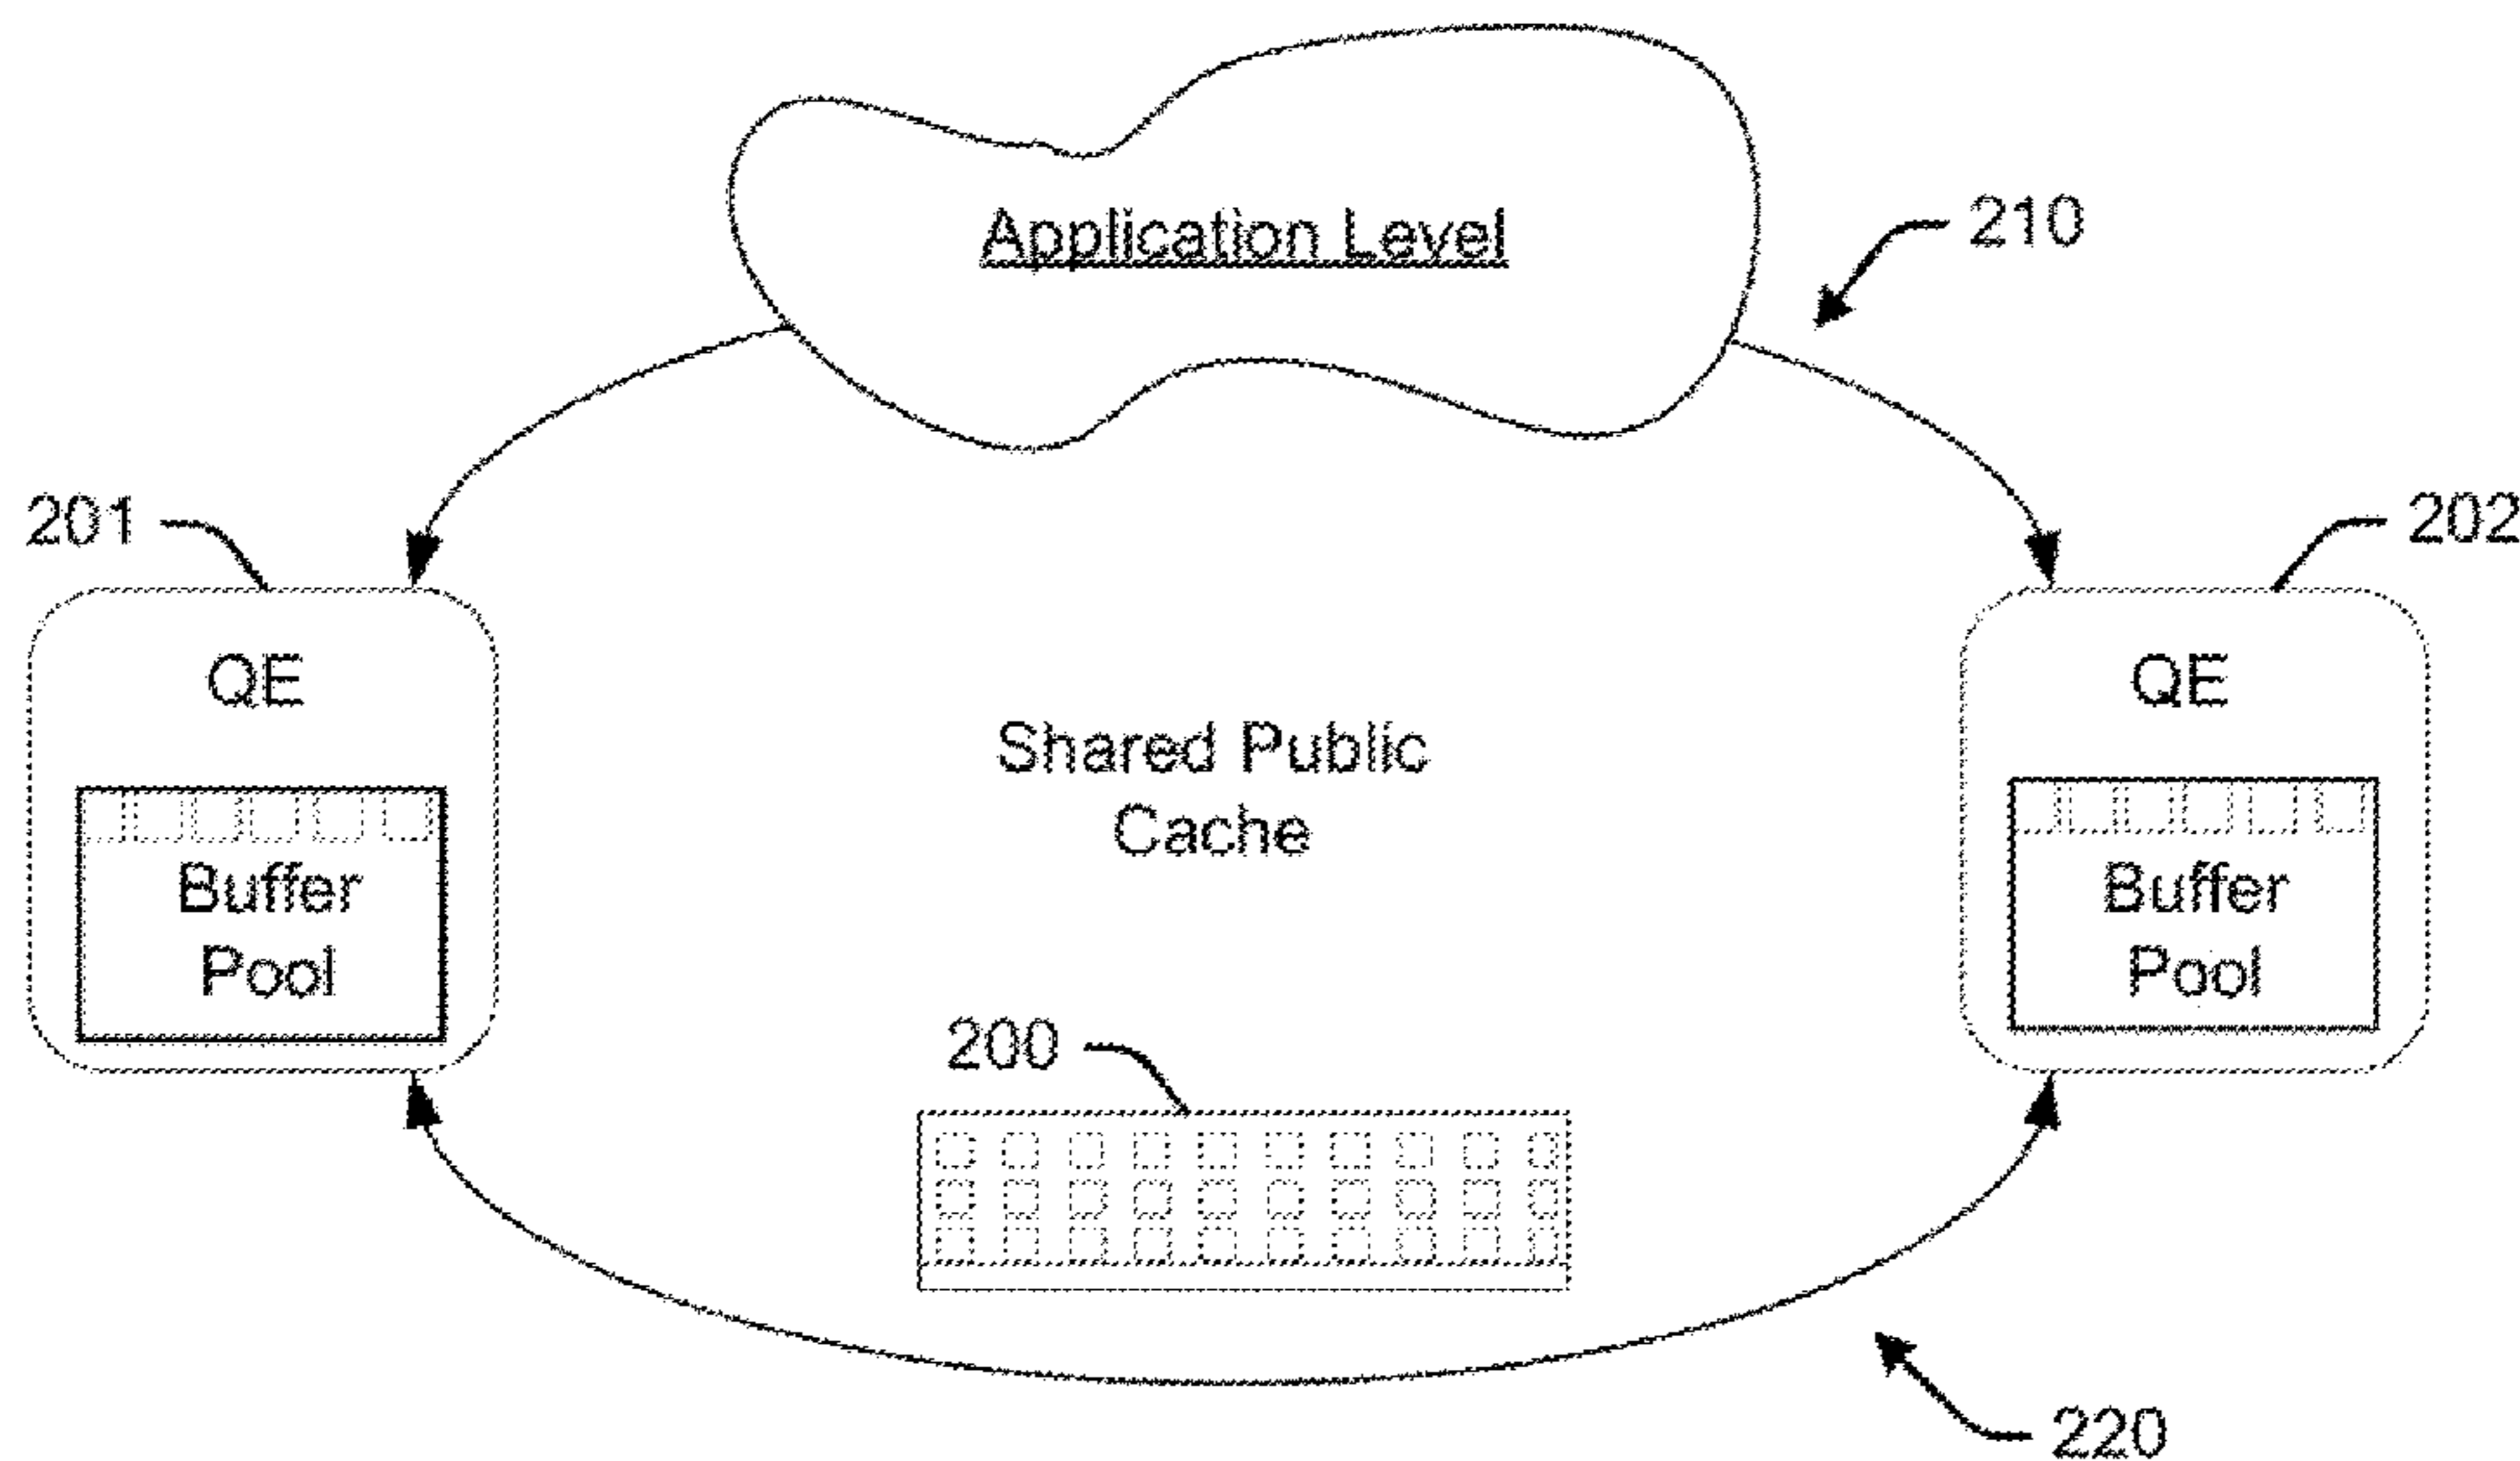 Application Level
210
201
202
QE
QE
Shared Public
Cache
Buffer
Pool
Buffer
Pool
200
220